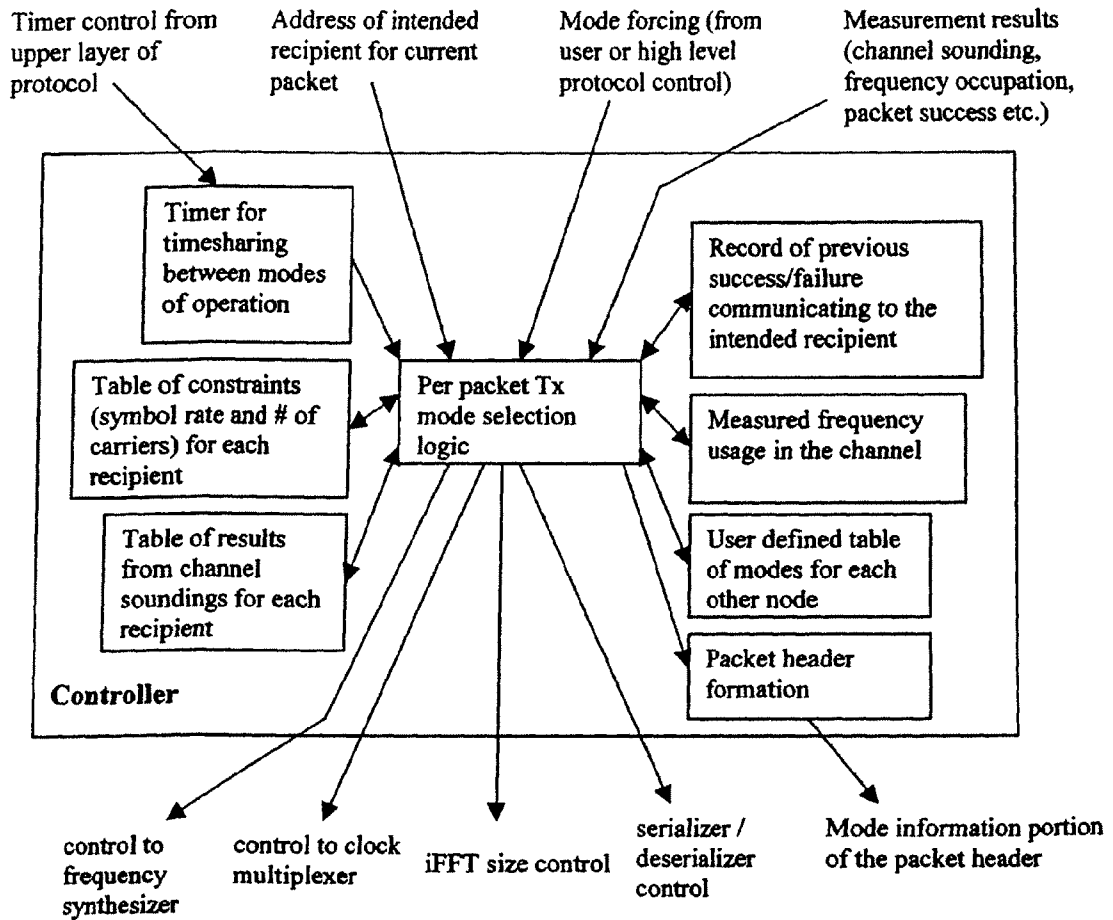 Timer control from
upper layer of
protocol
Address of intended
recipient for current
packet
Mode forcing (from
user or high level
protocol control)
Measurement results
(channel sounding,
frequency occupation,
packet success etc.)
Timer for
timesharing
between modes
of operation
Record of previous
success/failure
communicating to the
intended recipient
Table of constraints
(symbol rate and # of
carriers) for each
recipient
Per packet Tx
mode selection
logic
Measured frequency
usage in the channel
Table of results
from channel
soundings for each
recipient
User defined table
of modes for each
other node
Packet header
formation
Controller
control to
frequency
synthesizer
control to clock
multiplexer
iFFT size control
serializer /
deserializer
control
Mode information portion
of the packet header